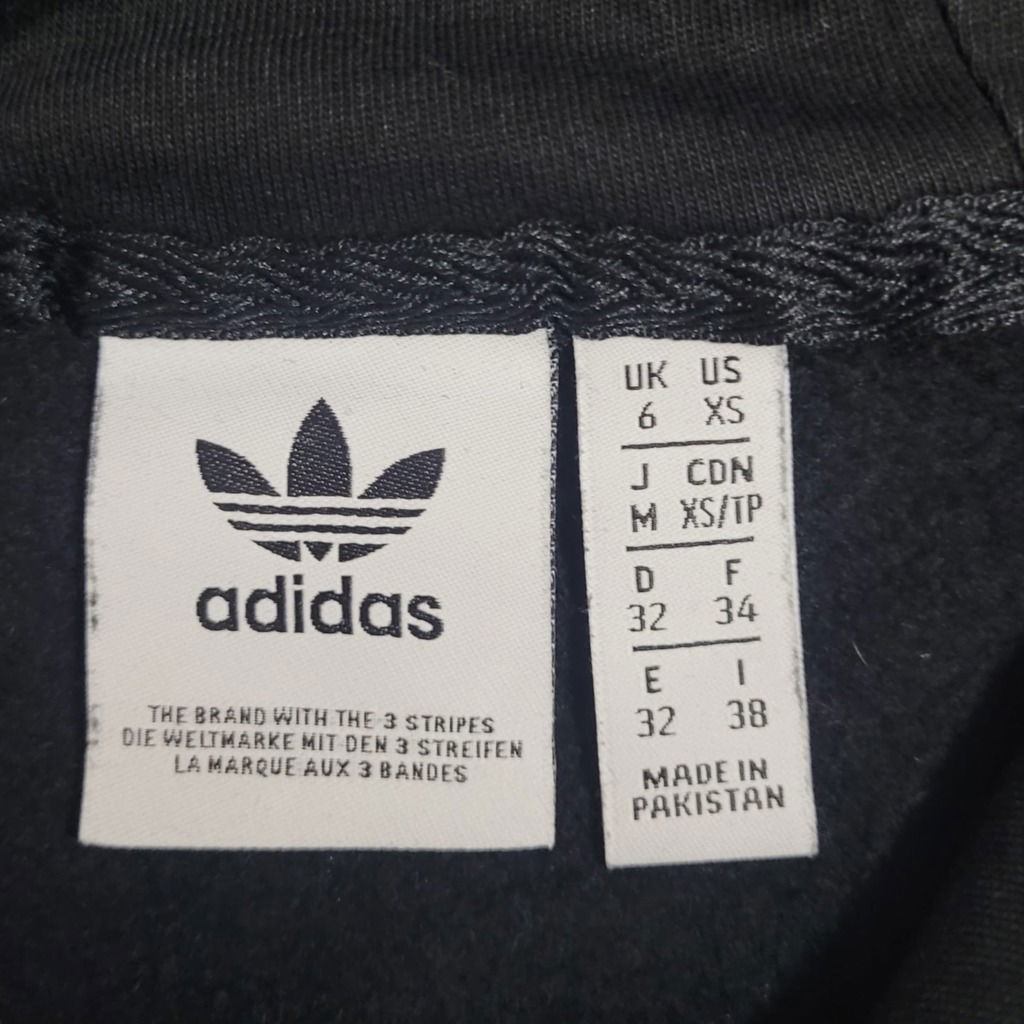 adidas
THE BRAND WITH THE 3 STRIPES
DIE WELTMARKE MIT DEN 3 STREIFEN
LA MARQUE AUX 3 BANDES
UK US
6 XS
J CDN
M XS/TP
D F
32 34
E I
32 38
MADE IN
PAKISTAN